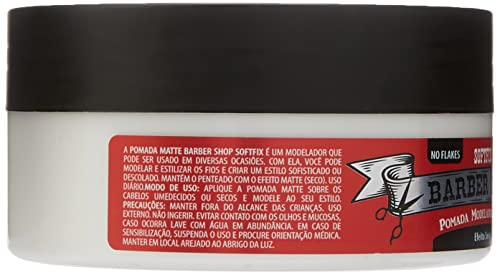 A POMADA MATTE BARBER SHOP SOFTFIX É UM MODELADOR QUE
PODE SER USADO EM DIVERSAS OCASIÕES. COM ELA, VOCÊ PODE
MODELAR E ESTILIZAR OS FIOS E CRIAR UM ESTILO SOFISTICADO OU
DESCOLADO. MANTÉM O PENTEADO COM O EFEITO MATTE (SECO). USO
DIÁRIO.MODO DE USO: APLIQUE A POMADA MATTE SOBRE OS
CABELOS UMEDECIDOS OU SECOS E MODELE AO SEU ESTILO.
PRECAUÇÕES: MANTER FORA DO ALCANCE DAS CRIANÇAS. USO
EXTERNO. NÃO INGERIR. EVITAR CONTATO COM OS OLHOS E MUCOSAS,
CASO OCORRA LAVE COM ÁGUA EM ABUNDÂNCIA. EM CASO DE
SENSIBILIZAÇÃO, SUSPENDA O USO E PROCURE ORIENTAÇÃO MÉDICA.
MANTER EM LOCAL AREJADO AO ABRIGO DA LUZ.
NO FLAKES
SOFTFIX
BARBER
POMADA
Efeito